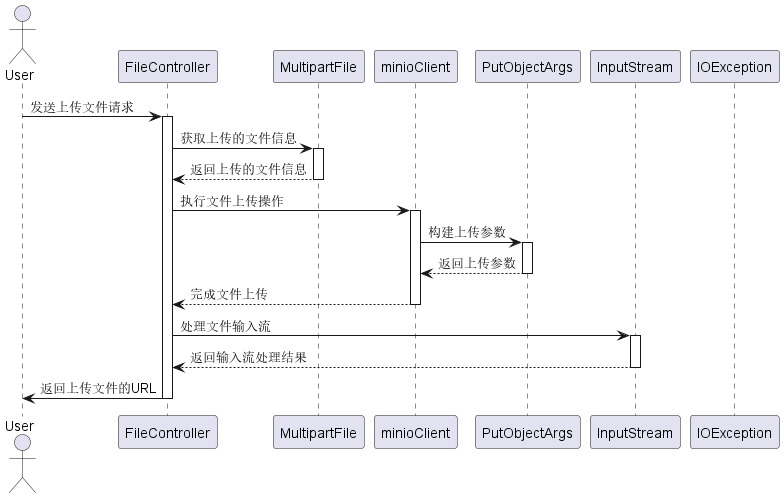 User
FileController
MultipartFile
minioClient
PutObjectArgs
InputStream
IOException
发送上传文件请求
获取上传的文件信息
返回上传的文件信息
执行文件上传操作
构建上传参数
返回上传参数
完成文件上传
处理文件输入流
返回输入流处理结果
返回上传文件的URL
User
FileController
MultipartFile
minioClient
PutObjectArgs
InputStream
IOException